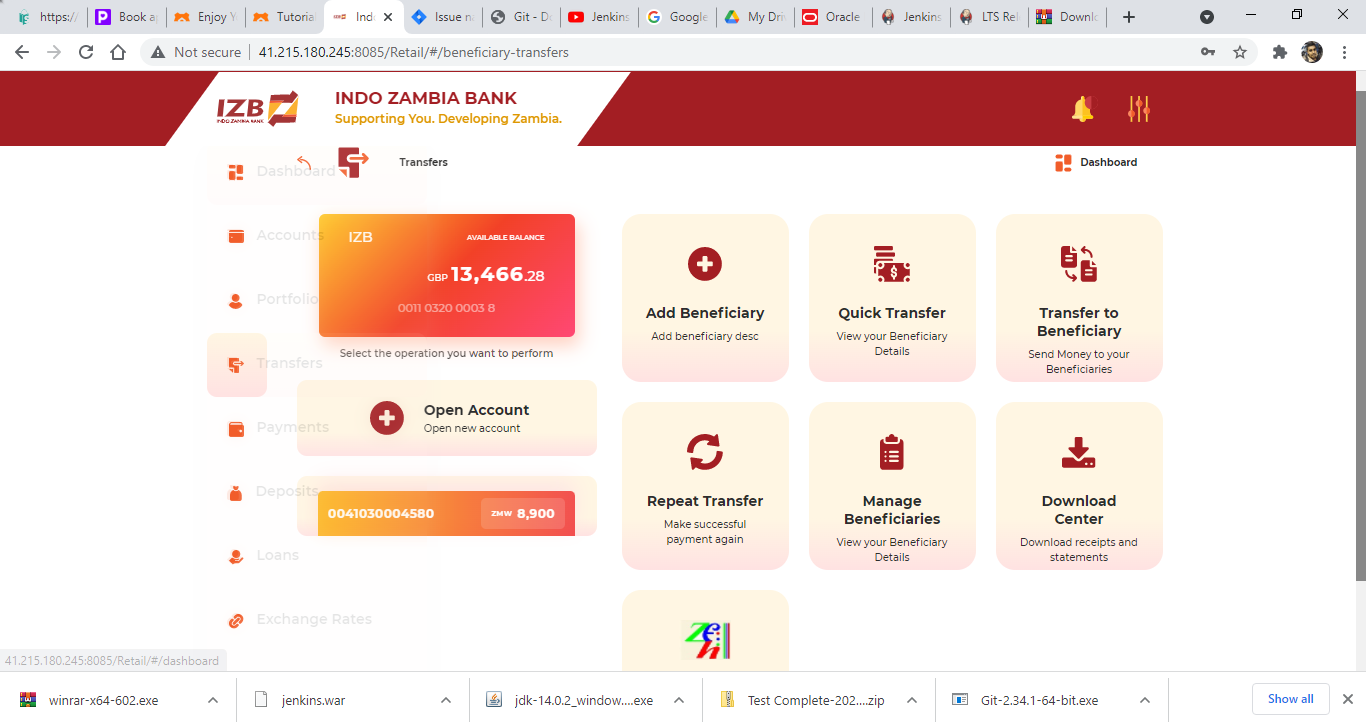 https:/
Book a
Enjoy Y
Tutoria
Ind
Issue na
Git - D
Jenkins
Google
My Dri
Oracle
Jenkins
LTS Rel
Downl
Not secure
41.215.180.245:8085/Retail/#/beneficiary-transfers
IZB
INDO ZAMBIA BANK
INDO ZAMBIA BANK
Supporting You. Developing Zambia.
Transfers
Dashboard
Dashboard
Accounts
Portfolio
Transfers
Payments
Deposits
Loans
Exchange Rates
IZB
AVAILABLE BALANCE
GBP 13,466.28
0011 0320 0003 8
Select the operation you want to perform
Open Account
Open new account
0041030004580
ZMW 8,900
Add Beneficiary
Add beneficiary desc
Quick Transfer
View your Beneficiary
Details
Transfer to
Beneficiary
Send Money to your
Beneficiaries
Repeat Transfer
Make successful
payment again
Manage
Beneficiaries
View your Beneficiary
Details
Download
Center
Download receipts and
statements
41.215.180.245:8085/Retail/#/dashboard
winrar-x64-602.exe
jenkins.war
jdk-14.0.2_window....exe
Test Complete-202....zip
Git-2.34.1-64-bit.exe
Show all